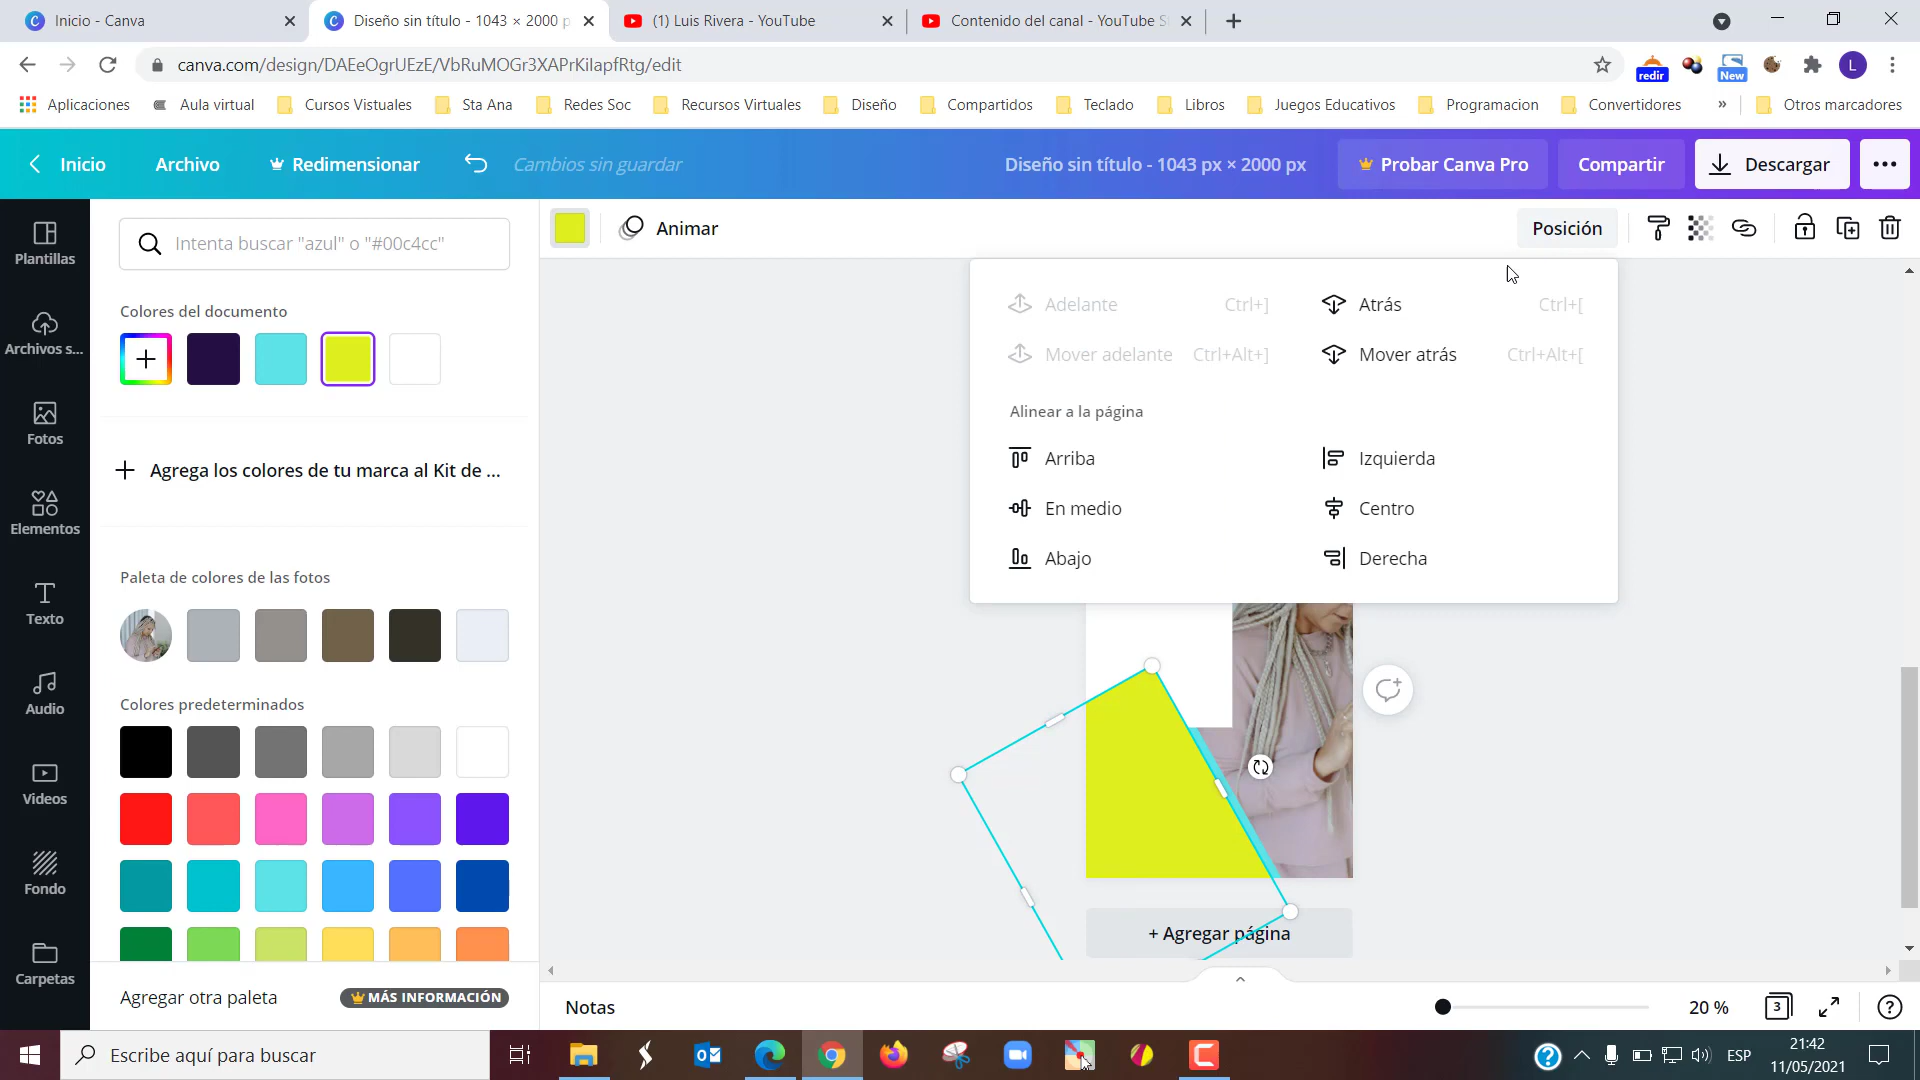 Inicio - Canva
Diseño sin título - 1043 × 2000 p
(1) Luis Rivera - YouTube
Contenido del canal - YouTube S
canva.com/design/DAEeOgrUEzE/VbRuMOGr3XAPrKiIapfRtg/edit
redir
New
L
Aplicaciones
Aula virtual
Cursos Vistuales
Sta Ana
Redes Soc
Recursos Virtuales
Diseño
Compartidos
Teclado
Libros
Juegos Educativos
Programacion
Convertidores
»
Otros marcadores
Inicio
Archivo
Redimensionar
Cambios sin guardar
Diseño sin título - 1043 px × 2000 px
Probar Canva Pro
Compartir
Descargar
Plantillas
Archivos s...
Fotos
Elementos
Texto
Audio
Videos
Fondo
Carpetas
Intenta buscar "azul" o "#00c4cc"
Colores del documento
Agrega los colores de tu marca al Kit de ...
Paleta de colores de las fotos
Colores predeterminados
Agregar otra paleta
MÁS INFORMACIÓN
Animar
Posición
Adelante Ctrl+]
Atrás Ctrl+[
Mover adelante Ctrl+Alt+]
Mover atrás Ctrl+Alt+[
Alinear a la página
Arriba
Izquierda
En medio
Centro
Abajo
Derecha
+ Agregar página
Notas
20 %
3
Escribe aquí para buscar
ESP
21:42
11/05/2021